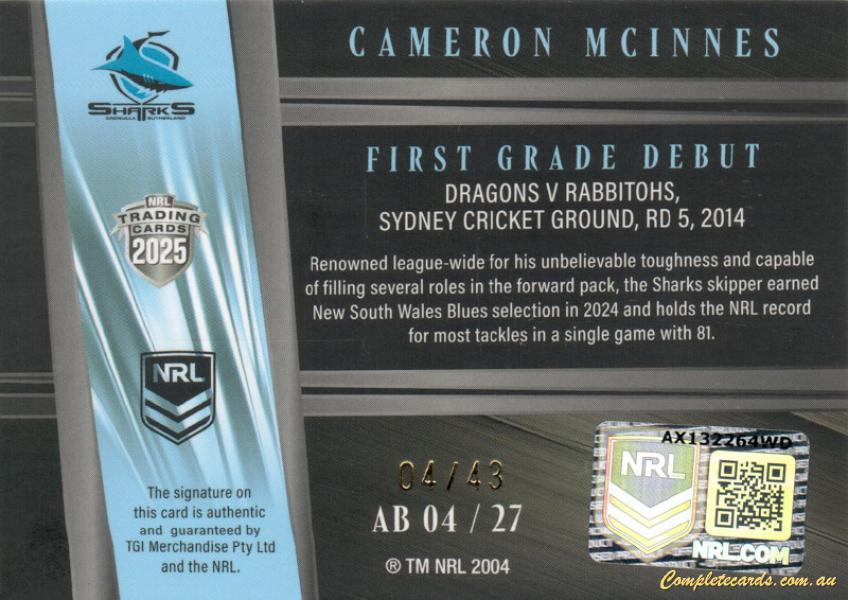 CAMERON MCINNES
SHARKS
CRONULLA SUTHERLAND
FIRST GRADE DEBUT
DRAGONS V RABBITOHS,
SYDNEY CRICKET GROUND, RD 5, 2014
NRL
TRADING
CARDS
2025
Renowned league-wide for his unbelievable toughness and capable
of filling several roles in the forward pack, the Sharks skipper earned
New South Wales Blues selection in 2024 and holds the NRL record
for most tackles in a single game with 81.
NRL
The signature on
this card is authentic
and guaranteed by
TGI Merchandise Pty Ltd
and the NRL.
04/43
AB 04 / 27
® TM NRL 2004
AX132264WD
NRL
NRL.COM
Completecards.com.au